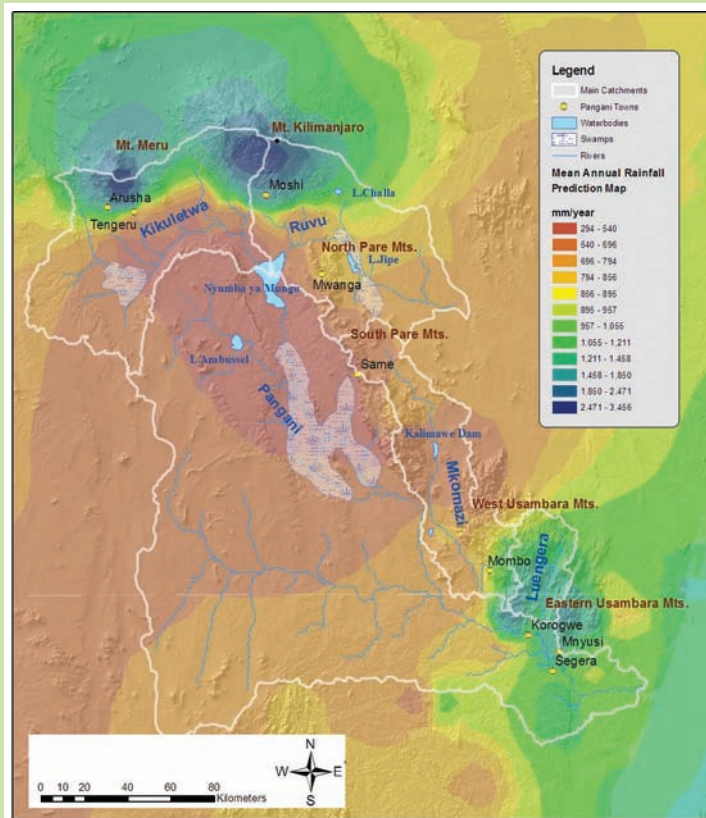 Legend
Main Catchments
Pangani Towns
Waterbodies
Swamps
Rivers
Mean Annual Rainfall
Prediction Map
mm/year
294 - 540
540 - 696
696 - 794
794 - 856
856 - 895
895 - 957
957 - 1,055
1,055 - 1,211
1,211 - 1,458
1,458 - 1,850
1,850 - 2,471
2,471 - 3,456
Mt. Kilimanjaro
Mt. Meru
Arusha
Moshi
L.Challa
Tengeru
Kikuletwa
Ruvu
North Pare Mts.
L.Jipe
Mwanga
Nyumba ya Mungu
South Pare Mts.
L.Ambussel
Same
Pangani
Kalimawe Dam
Mkomazi
West Usambara Mts.
Mombo
Luengera
Eastern Usambara Mts.
Korogwe
Mnyusi
Segera
N
W E
S
0 10 20 40 60 80
Kilometers